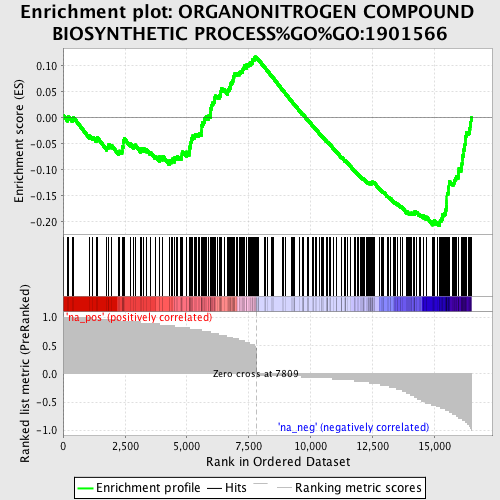 Enrichment plot: ORGANONITROGEN COMPOUND
BIOSYNTHETIC PROCESS%GO%GO:1901566
Enrichment score (ES)
0.10
0.05
0.00
-0.05
-0.10
-0.15
-0.20
Ranked list metric (PreRanked)
1.0
0.5
0.0
-0.5
-1.0
'na_pos' (positively correlated)
Zero cross at 7809
'na_neg' (negatively correlated)
0
2,500
5,000
7,500
10,000
12,500
15,000
Rank in Ordered Dataset
Enrichment profile
Hits
Ranking metric scores